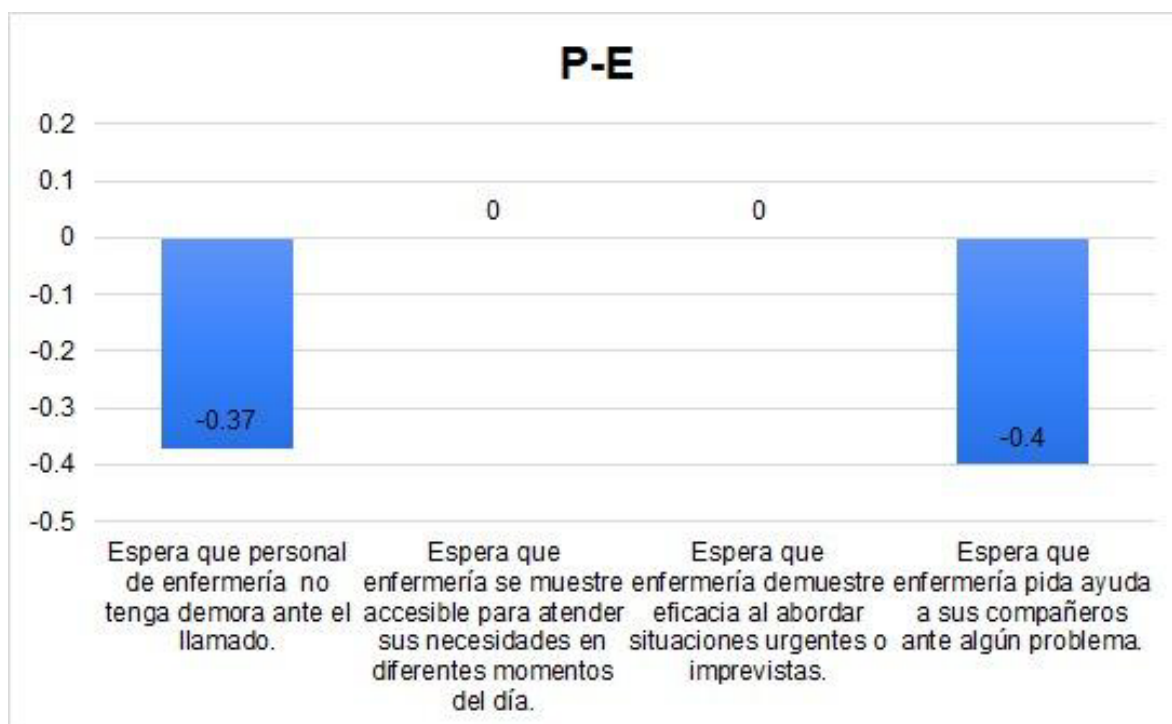 P-E
0.2
0.1
0
-0.1
-0.2
-0.3
-0.4
-0.5
0
0
-0.37
-0.4
Espera que personal
de enfermería no
tenga demora ante el
llamado.
Espera que
enfermería se muestre
accesible para atender
sus necesidades en
diferentes momentos
del día.
Espera que
enfermería demuestre
eficacia al abordar
situaciones urgentes o
imprevistas.
Espera que
enfermería pida ayuda
a sus compañeros
ante algún problema.